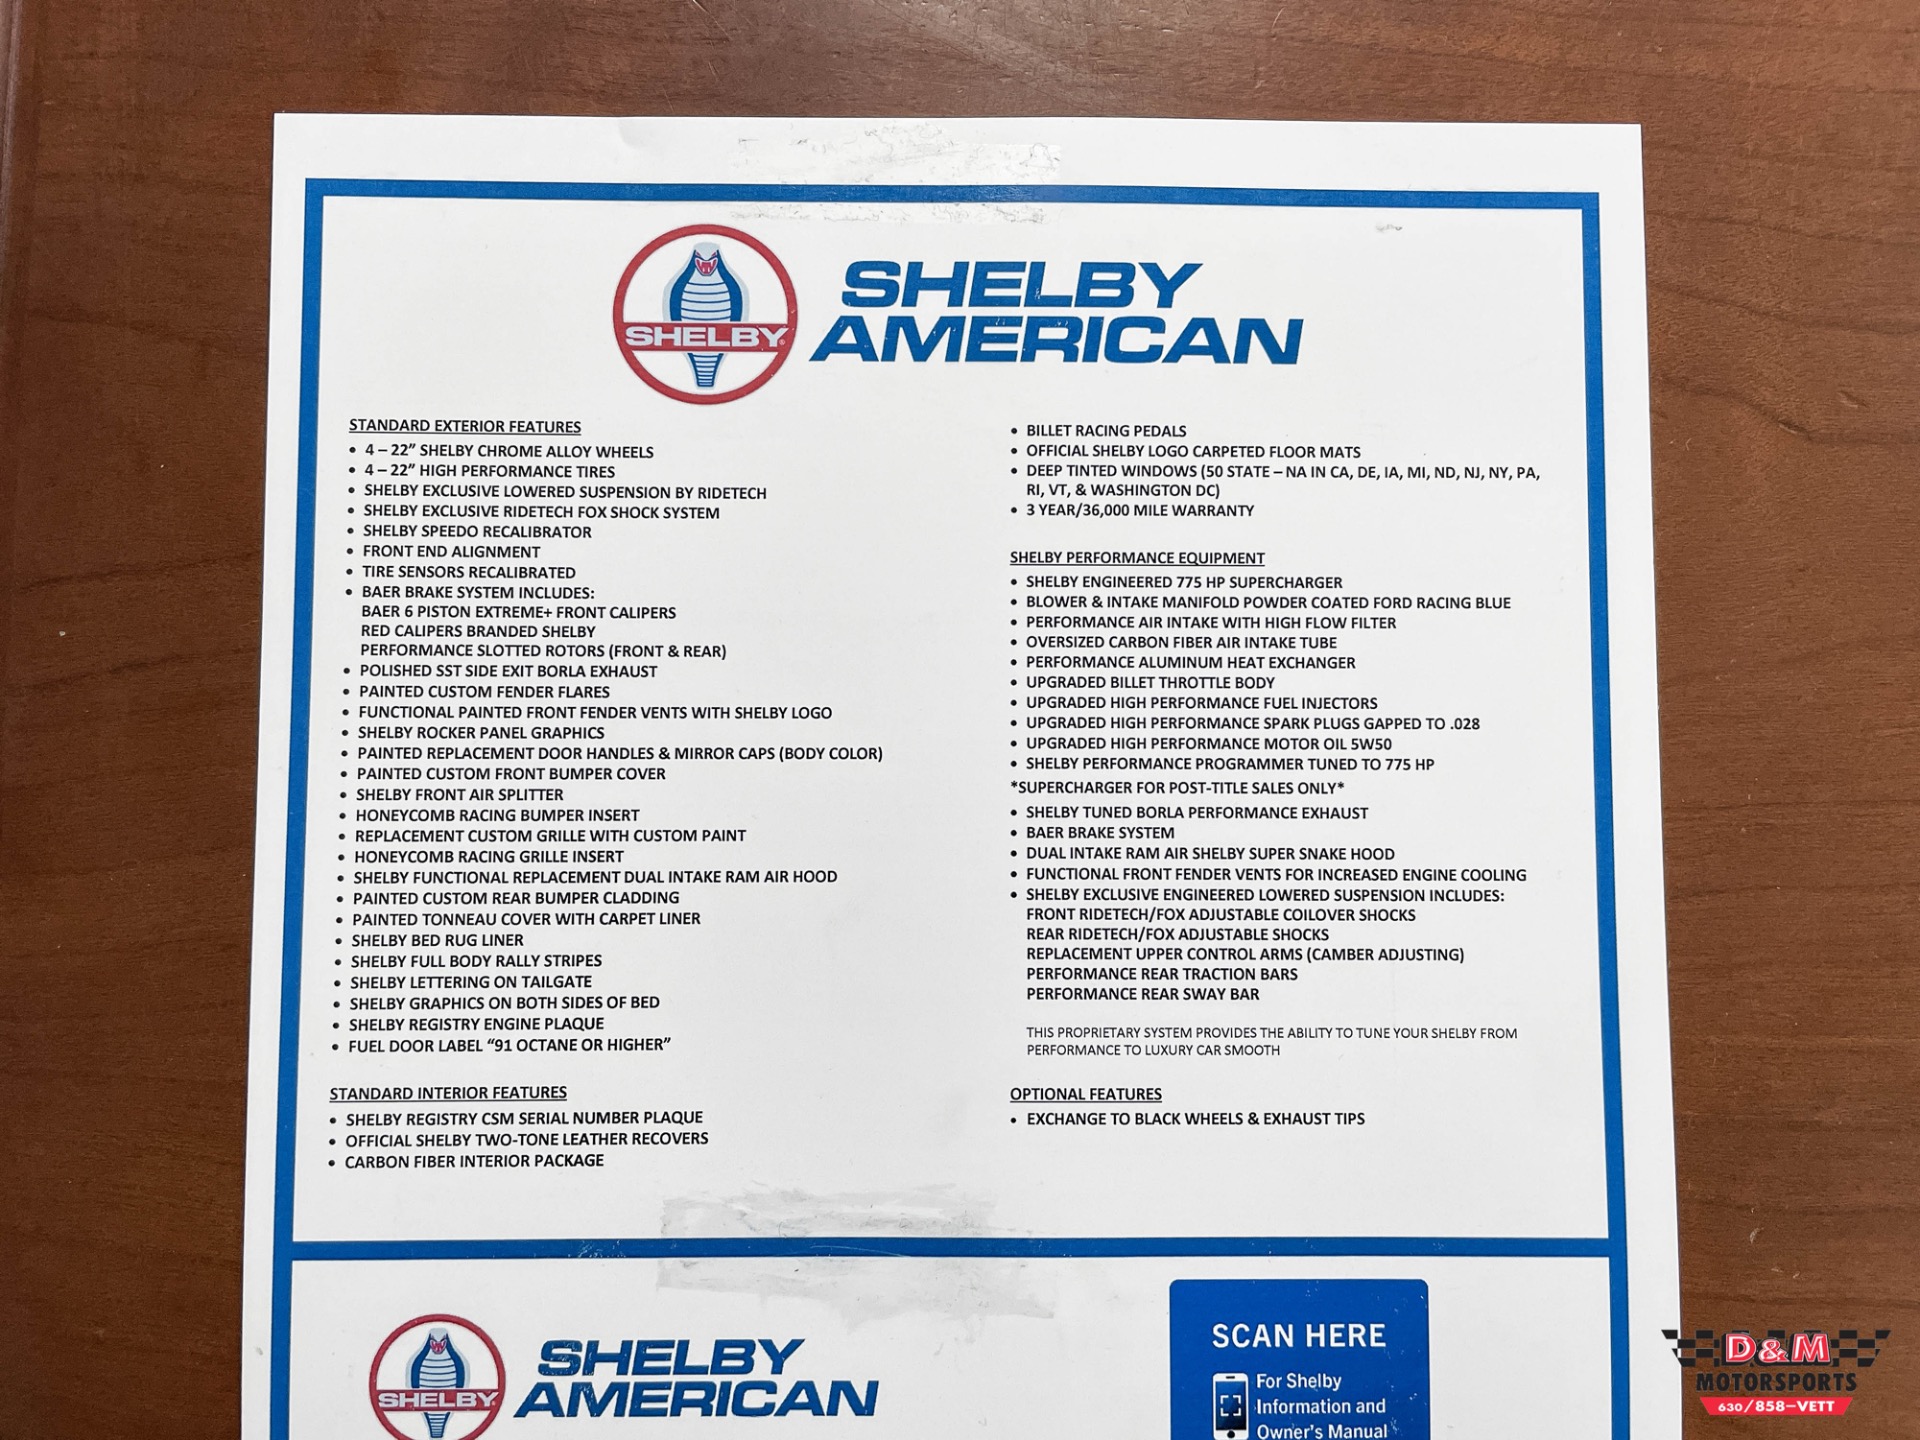 SHELBY®
SHELBY
AMERICAN
STANDARD EXTERIOR FEATURES
• 4 – 22" SHELBY CHROME ALLOY WHEELS
• 4 – 22" HIGH PERFORMANCE TIRES
• SHELBY EXCLUSIVE LOWERED SUSPENSION BY RIDETECH
• SHELBY EXCLUSIVE RIDETECH FOX SHOCK SYSTEM
• SHELBY SPEEDO RECALIBRATOR
• FRONT END ALIGNMENT
• TIRE SENSORS RECALIBRATED
• BAER BRAKE SYSTEM INCLUDES:
BAER 6 PISTON EXTREME+ FRONT CALIPERS
RED CALIPERS BRANDED SHELBY
PERFORMANCE SLOTTED ROTORS (FRONT & REAR)
• POLISHED SST SIDE EXIT BORLA EXHAUST
• PAINTED CUSTOM FENDER FLARES
• FUNCTIONAL PAINTED FRONT FENDER VENTS WITH SHELBY LOGO
• SHELBY ROCKER PANEL GRAPHICS
• PAINTED REPLACEMENT DOOR HANDLES & MIRROR CAPS (BODY COLOR)
• PAINTED CUSTOM FRONT BUMPER COVER
• SHELBY FRONT AIR SPLITTER
• HONEYCOMB RACING BUMPER INSERT
• REPLACEMENT CUSTOM GRILLE WITH CUSTOM PAINT
• HONEYCOMB RACING GRILLE INSERT
• SHELBY FUNCTIONAL REPLACEMENT DUAL INTAKE RAM AIR HOOD
• PAINTED CUSTOM REAR BUMPER CLADDING
• PAINTED TONNEAU COVER WITH CARPET LINER
• SHELBY BED RUG LINER
• SHELBY FULL BODY RALLY STRIPES
• SHELBY LETTERING ON TAILGATE
• SHELBY GRAPHICS ON BOTH SIDES OF BED
• SHELBY REGISTRY ENGINE PLAQUE
• FUEL DOOR LABEL "91 OCTANE OR HIGHER"
STANDARD INTERIOR FEATURES
• SHELBY REGISTRY CSM SERIAL NUMBER PLAQUE
• OFFICIAL SHELBY TWO-TONE LEATHER RECOVERS
• CARBON FIBER INTERIOR PACKAGE
• BILLET RACING PEDALS
• OFFICIAL SHELBY LOGO CARPETED FLOOR MATS
• DEEP TINTED WINDOWS (50 STATE – NA IN CA, DE, IA, MI, ND, NJ, NY, PA,
RI, VT, & WASHINGTON DC)
• 3 YEAR/36,000 MILE WARRANTY
SHELBY PERFORMANCE EQUIPMENT
• SHELBY ENGINEERED 775 HP SUPERCHARGER
• BLOWER & INTAKE MANIFOLD POWDER COATED FORD RACING BLUE
• PERFORMANCE AIR INTAKE WITH HIGH FLOW FILTER
• OVERSIZED CARBON FIBER AIR INTAKE TUBE
• PERFORMANCE ALUMINUM HEAT EXCHANGER
• UPGRADED BILLET THROTTLE BODY
• UPGRADED HIGH PERFORMANCE FUEL INJECTORS
• UPGRADED HIGH PERFORMANCE SPARK PLUGS GAPPED TO .028
• UPGRADED HIGH PERFORMANCE MOTOR OIL 5W50
• SHELBY PERFORMANCE PROGRAMMER TUNED TO 775 HP
*SUPERCHARGER FOR POST-TITLE SALES ONLY*
• SHELBY TUNED BORLA PERFORMANCE EXHAUST
• BAER BRAKE SYSTEM
• DUAL INTAKE RAM AIR SHELBY SUPER SNAKE HOOD
• FUNCTIONAL FRONT FENDER VENTS FOR INCREASED ENGINE COOLING
• SHELBY EXCLUSIVE ENGINEERED LOWERED SUSPENSION INCLUDES:
FRONT RIDETECH/FOX ADJUSTABLE COILOVER SHOCKS
REAR RIDETECH/FOX ADJUSTABLE SHOCKS
REPLACEMENT UPPER CONTROL ARMS (CAMBER ADJUSTING)
PERFORMANCE REAR TRACTION BARS
PERFORMANCE REAR SWAY BAR
THIS PROPRIETARY SYSTEM PROVIDES THE ABILITY TO TUNE YOUR SHELBY FROM
PERFORMANCE TO LUXURY CAR SMOOTH
OPTIONAL FEATURES
• EXCHANGE TO BLACK WHEELS & EXHAUST TIPS
SHELBY
SHELBY
AMERICAN
SCAN HERE
For Shelby
Information and
Owner's Manual
D&M
MOTORSPORTS
630/858-VETT